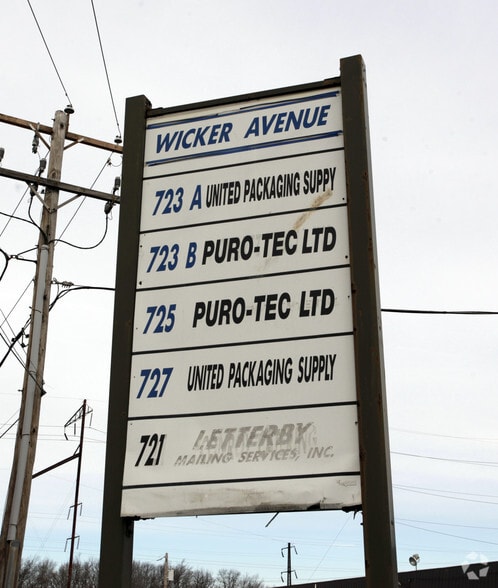 WICKER AVENUE
723 A UNITED PACKAGING SUPPY
723 B PURO-TEC LTD
725 PURO-TEC LTD
727 UNITED PACKAGING SUPPLY
721 LETTERBY
MAILING SERVICES, INC.